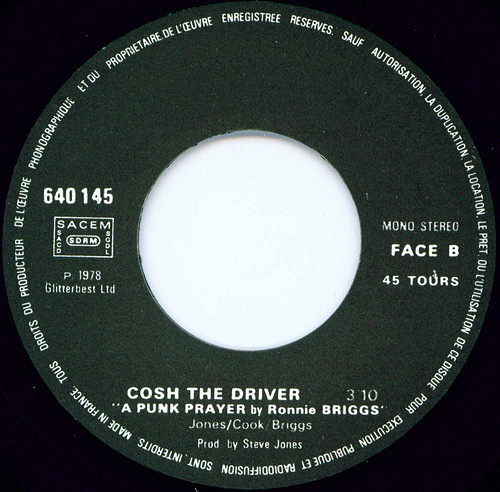 TOUS DROITS DU PRODUCTEUR DE L'ŒUVRE PHONOGRAPHIQUE ET DU PROPRIETAIRE DE L'ŒUVRE ENREGISTREE RESERVES. SAUF AUTORISATION, LA DUPLICATION, LA LOCATION, LE PRET, OU L'UTILISATION DE CE DISQUE POUR EXECUTION PUBLIQUE ET RADIODIFFUSION SONT INTERDITS. MADE IN FRANCE.
640 145
SACEM
SACD SDRM SGDL
P. 1978
Glitterbest Ltd
MONO STEREO
FACE B
45 TOURS
COSH THE DRIVER 3'10
"A PUNK PRAYER by Ronnie BRIGGS"
Jones/Cook/Briggs
Prod. by Steve Jones